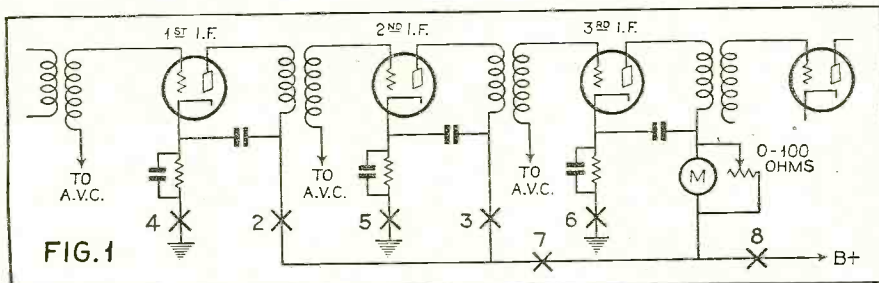 1ST I.F.
2ND I.F.
3RD I.F.
TO
A.V.C.
TO
A.V.C.
TO
A.V.C.
0-100
OHMS
M
4
2
5
3
6
7
8
B+
FIG.1